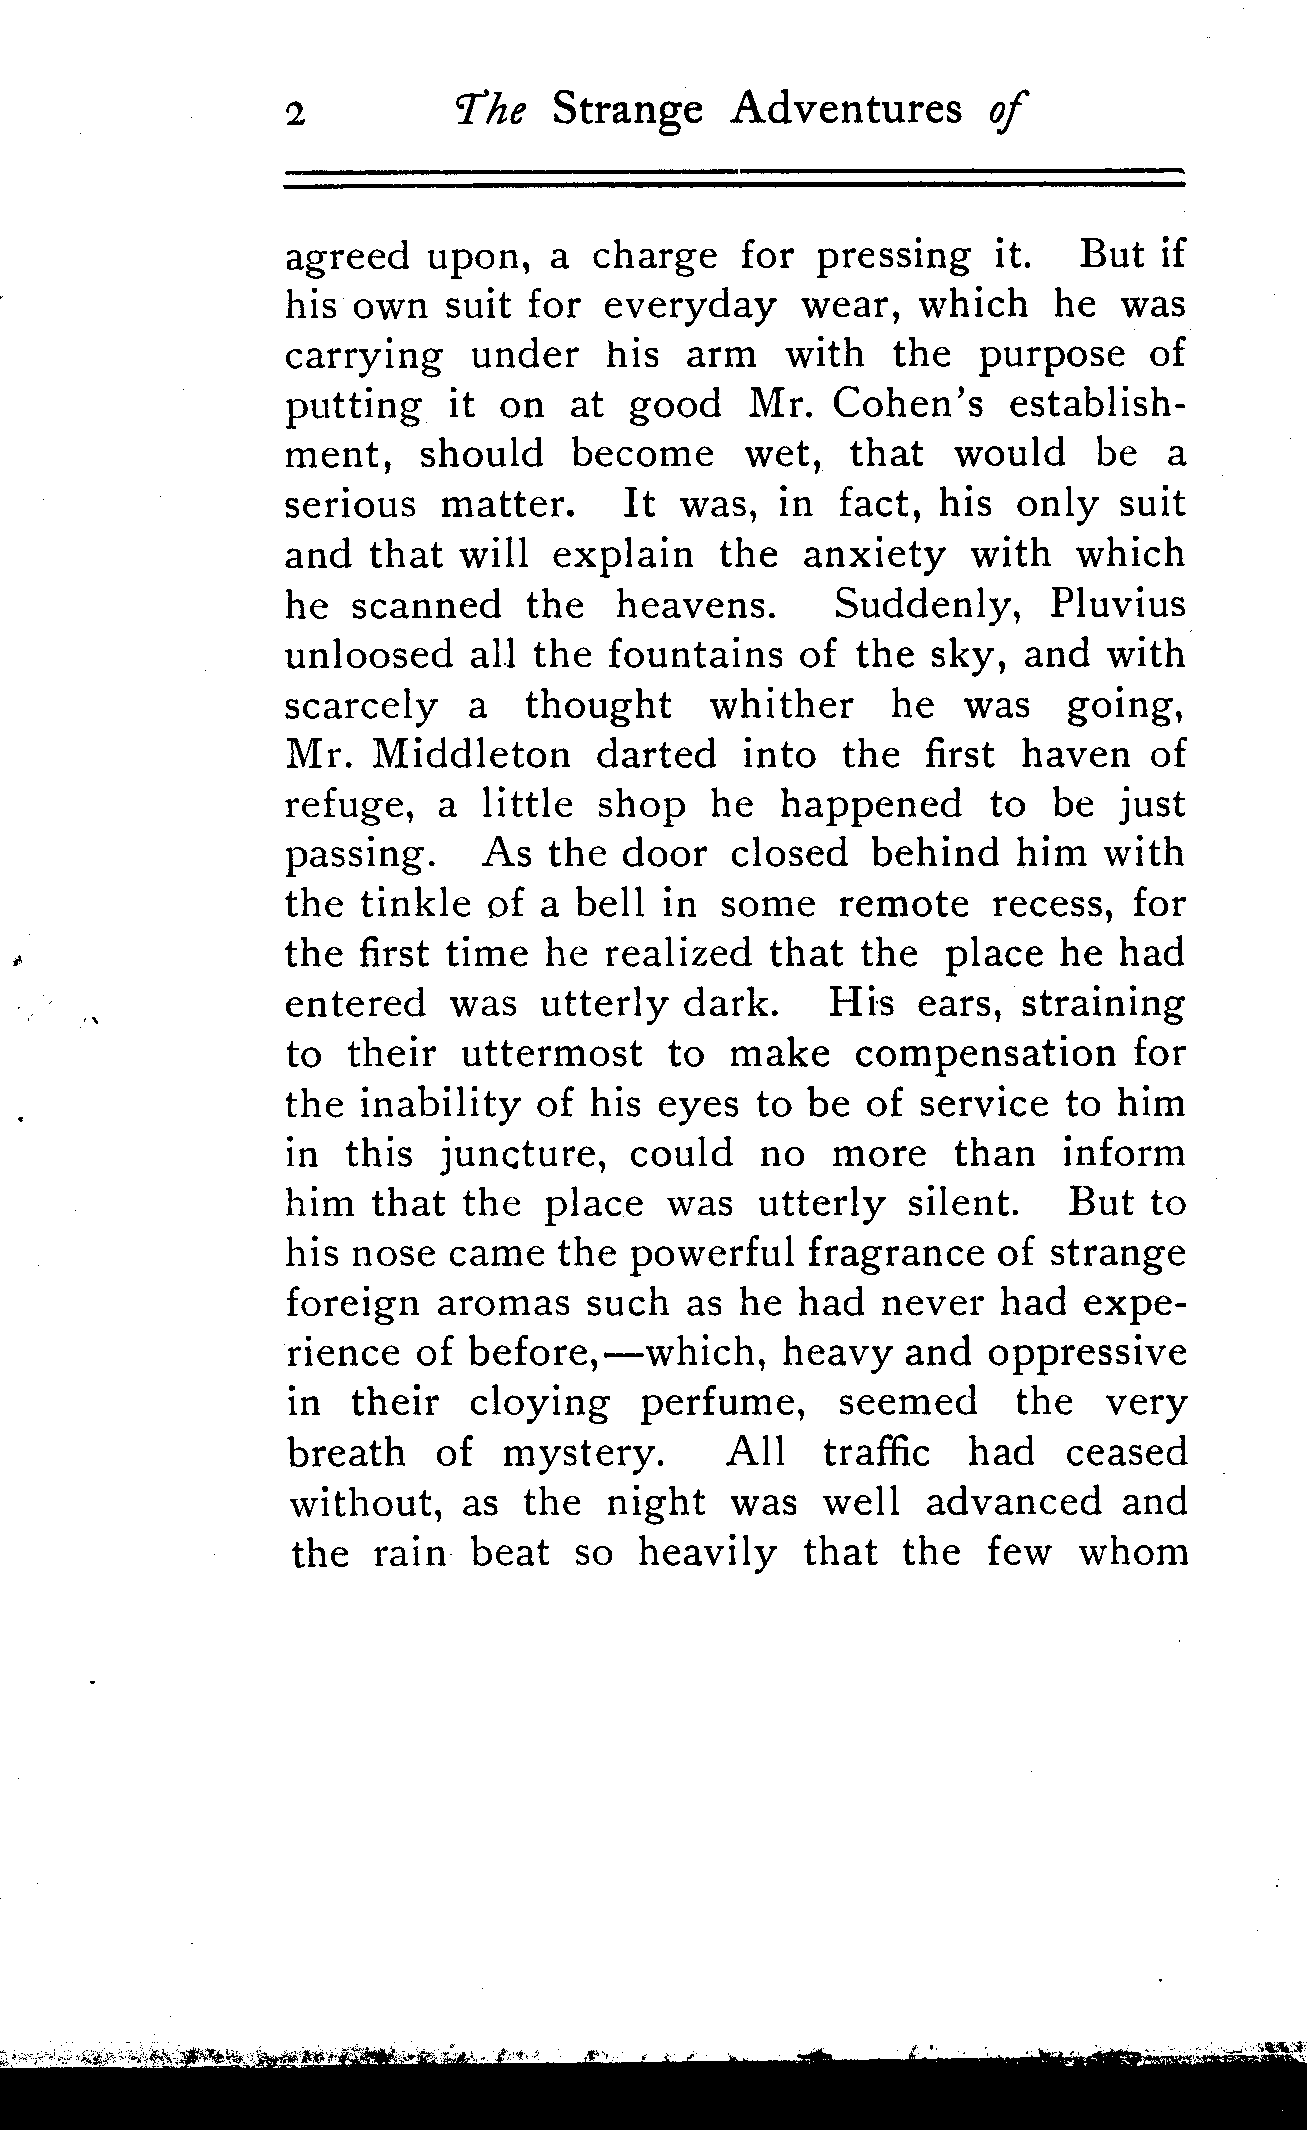 2 The Strange Adventures of
agreed upon, a charge for pressing it. But if
his own suit for everyday wear, which he was
carrying under his arm with the purpose of
putting it on at good Mr. Cohen's establish-
ment, should become wet, that would be a
serious matter. It was, in fact, his only suit
and that will explain the anxiety with which
he scanned the heavens. Suddenly, Pluvius
unloosed all the fountains of the sky, and with
scarcely a thought whither he was going,
Mr. Middleton darted into the first haven of
refuge, a little shop he happened to be just
passing. As the door closed behind him with
the tinkle of a bell in some remote recess, for
the first time he realized that the place he had
entered was utterly dark. His ears, straining
to their uttermost to make compensation for
the inability of his eyes to be of service to him
in this juncture, could no more than inform
him that the place was utterly silent. But to
his nose came the powerful fragrance of strange
foreign aromas such as he had never had expe-
rience of before,—which, heavy and oppressive
in their cloying perfume, seemed the very
breath of mystery. All traffic had ceased
without, as the night was well advanced and
the rain beat so heavily that the few whom